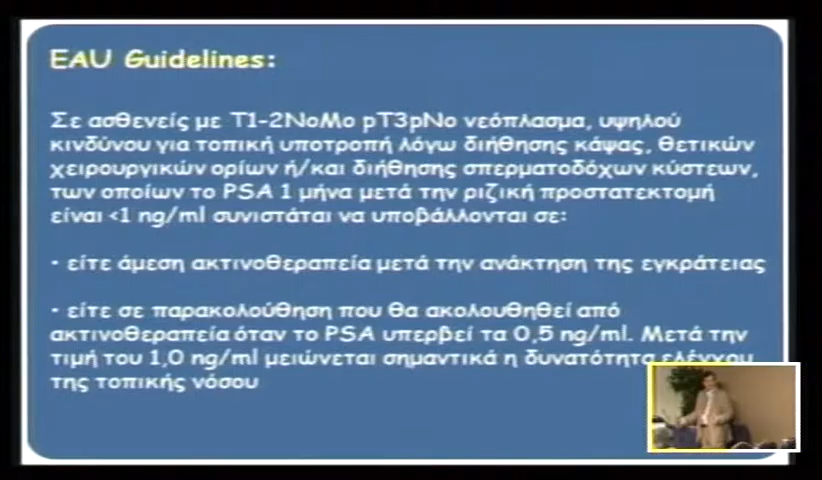 EAU Guidelines:
Σε ασθενείς με Τ1-2ΝοΜο pT3pNo νεόπλασμα, υψηλού
κινδύνου για τοπική υποτροπή λόγω διήθησης κάψας, θετικών
χειρουργικών ορίων ή/και διήθησης σπερματοδόχων κύστεων,
των οποίων το PSA 1 μήνα μετά την ριζική προστατεκτομή
είναι <1 ng/ml συνιστάται να υποβάλλονται σε:
• είτε άμεση ακτινοθεραπεία μετά την ανάκτηση της εγκράτειας
• είτε σε παρακολούθηση που θα ακολουθηθεί από
ακτινοθεραπεία όταν το PSA υπερβεί τα 0,5 ng/ml. Μετά την
τιμή του 1,0 ng/ml μειώνεται σημαντικά η δυνατότητα ελέγχου
της τοπικής νόσου